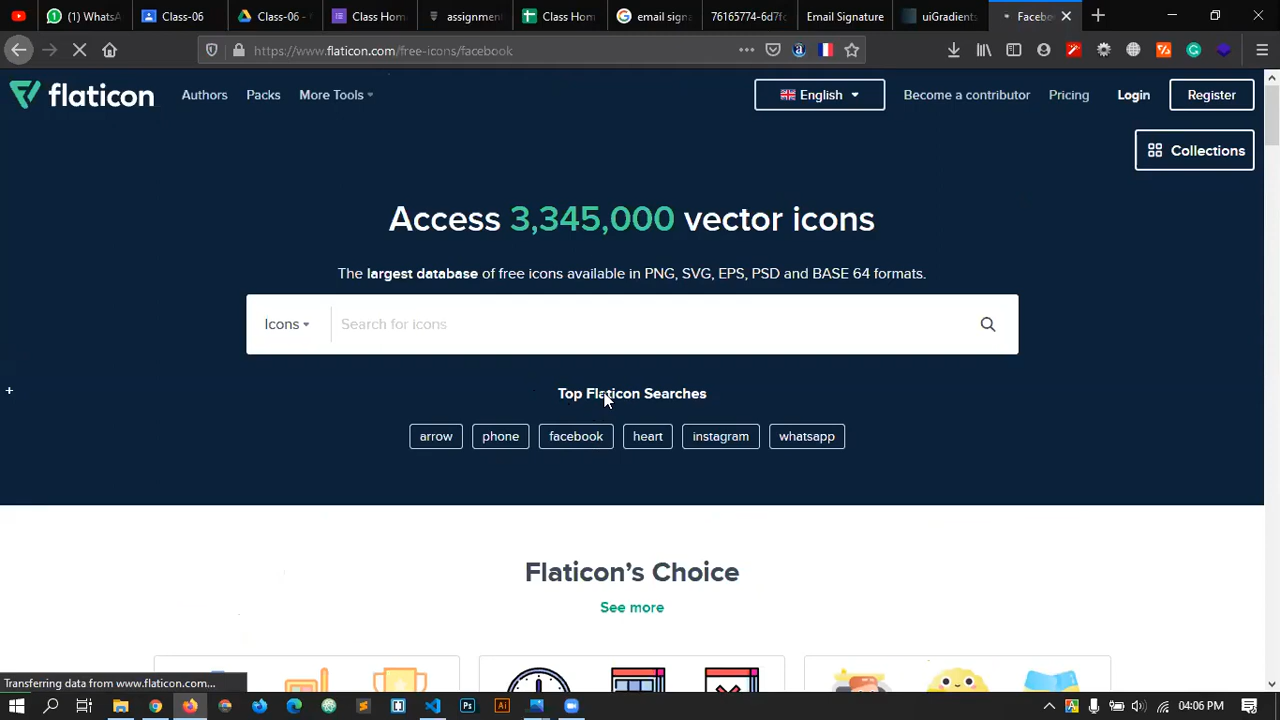 (1) WhatsA
Class-06
Class-06 -
Class Hom
assignmen
Class Hom
email sign
76165774-6d7fc
Email Signature
uiGradients
Facebo
https://www.flaticon.com/free-icons/facebook
flaticon
Authors
Packs
More Tools
English
Become a contributor
Pricing
Login
Register
Collections
Access 3,345,000 vector icons
The largest database of free icons available in PNG, SVG, EPS, PSD and BASE 64 formats.
Icons
Search for icons
Top Flaticon Searches
arrow
phone
facebook
heart
instagram
whatsapp
Flaticon's Choice
See more
Transferring data from www.flaticon.com...
04:06 PM